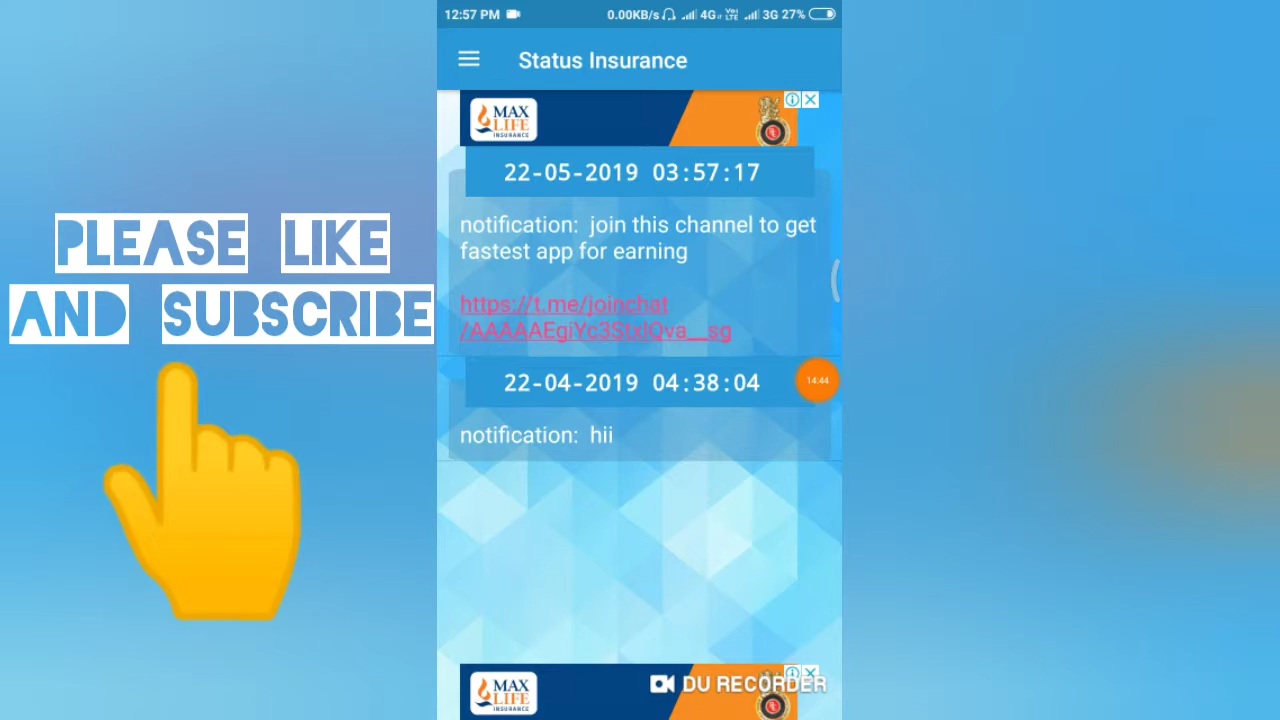 12:57 PM 0.00KB/s 4G VoLTE 3G 27%
Status Insurance
MAX
LIFE
INSURANCE
22-05-2019 03:57:17
PLEASE LIKE
AND SUBSCRIBE
notification: join this channel to get
fastest app for earning
https://t.me/joinchat
/AAAAAEgiYc3StxlQva__sg
22-04-2019 04:38:04
14:44
notification: hii
MAX
LIFE
INSURANCE
DU RECORDER